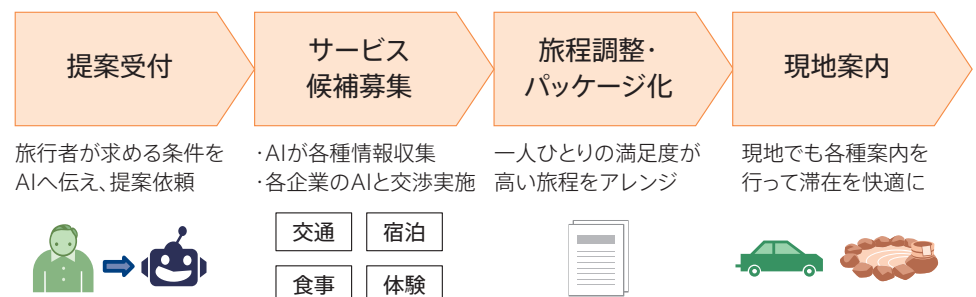 提案受付
サービス
候補募集
旅程調整・
パッケージ化
現地案内
旅行者が求める条件を
AIへ伝え、提案依頼
・AIが各種情報収集
・各企業のAIと交渉実施
一人ひとりの満足度が
高い旅程をアレンジ
現地でも各種案内を
行って滞在を快適に
交通
宿泊
食事
体験